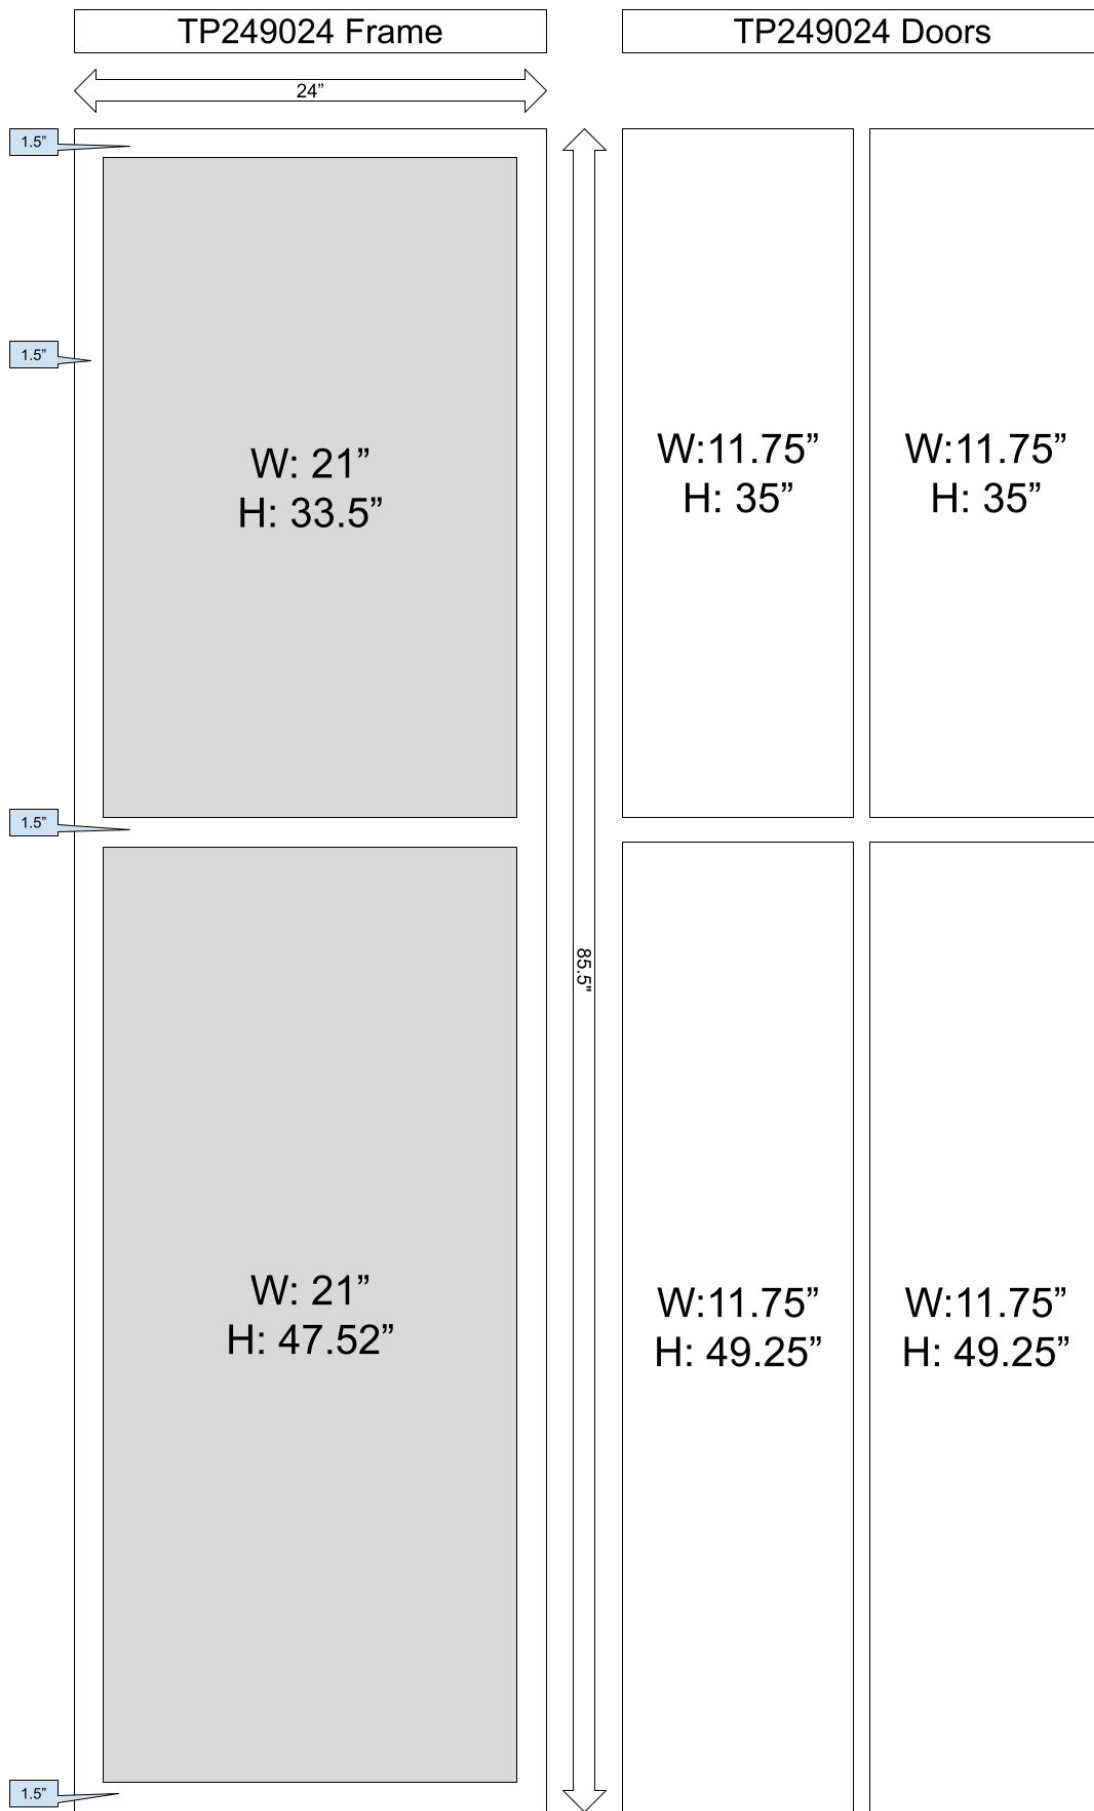 TP249024 Frame
TP249024 Doors
24”
1.5”
1.5”
W: 21”
H: 33.5”
W:11.75”
H: 35”
W:11.75”
H: 35”
1.5”
85.5"
W: 21”
H: 47.52”
W:11.75”
H: 49.25”
W:11.75”
H: 49.25”
1.5”